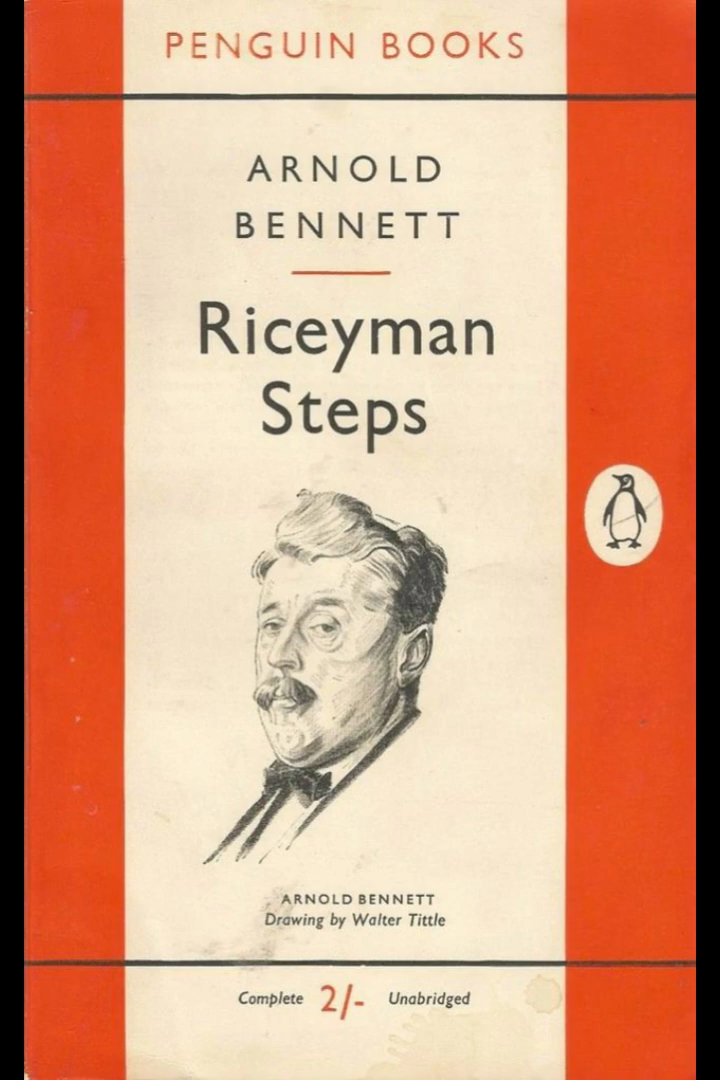 PENGUIN BOOKS
ARNOLD
BENNETT
Riceyman
Steps
ARNOLD BENNETT
Drawing by Walter Tittle
Complete 2/- Unabridged